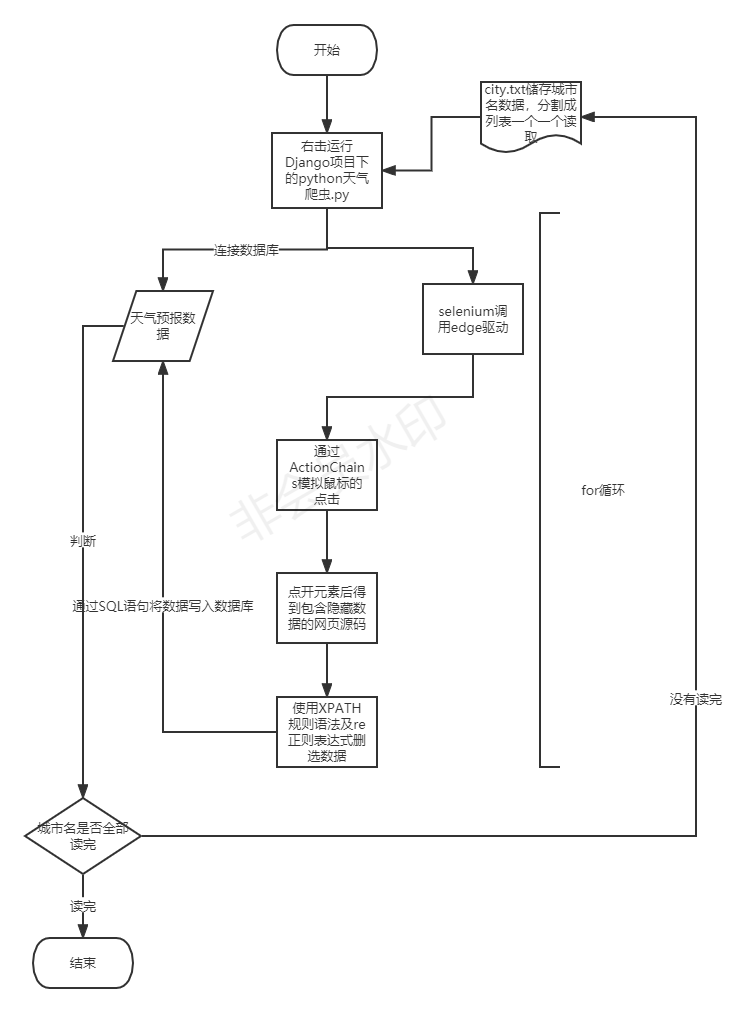 开始
city.txt储存城市
名数据，分割成
列表一个一个读
取
右击运行
Django项目下
的python天气
爬虫.py
连接数据库
天气预报数
据
selenium调
用edge驱动
通过
ActionChain
s模拟鼠标的
点击
for循环
判断
点开元素后得
到包含隐藏数
据的网页源码
通过SQL语句将数据写入数据库
没有读完
使用XPATH
规则语法及re
正则表达式删
选数据
城市名是否全部
读完
读完
结束
非会员水印